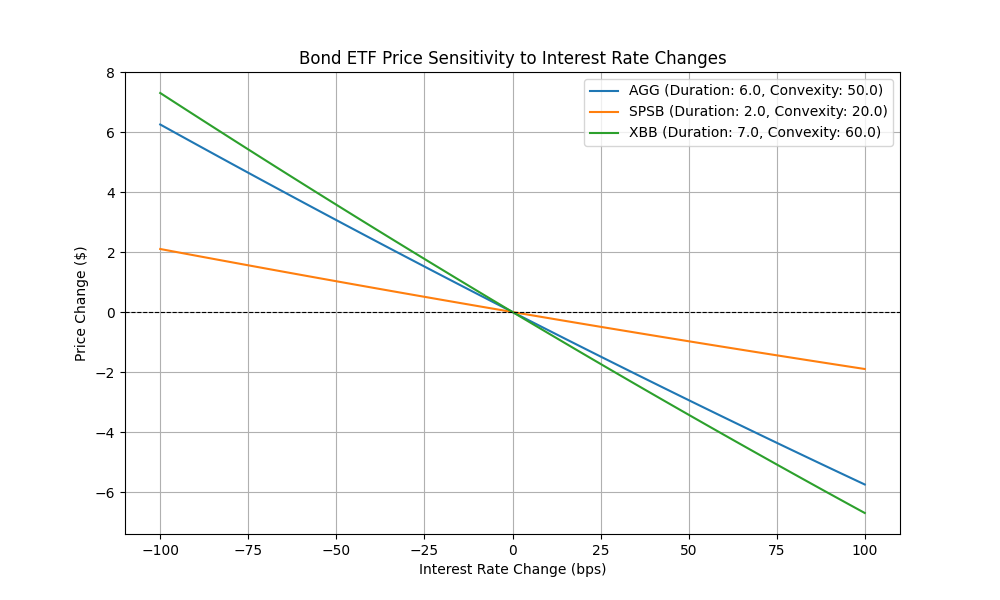 Bond ETF Price Sensitivity to Interest Rate Changes
AGG (Duration: 6.0, Convexity: 50.0)
SPSB (Duration: 2.0, Convexity: 20.0)
XBB (Duration: 7.0, Convexity: 60.0)
Price Change ($)
8
6
4
2
0
−2
−4
−6
−100
−75
−50
−25
0
25
50
75
100
Interest Rate Change (bps)